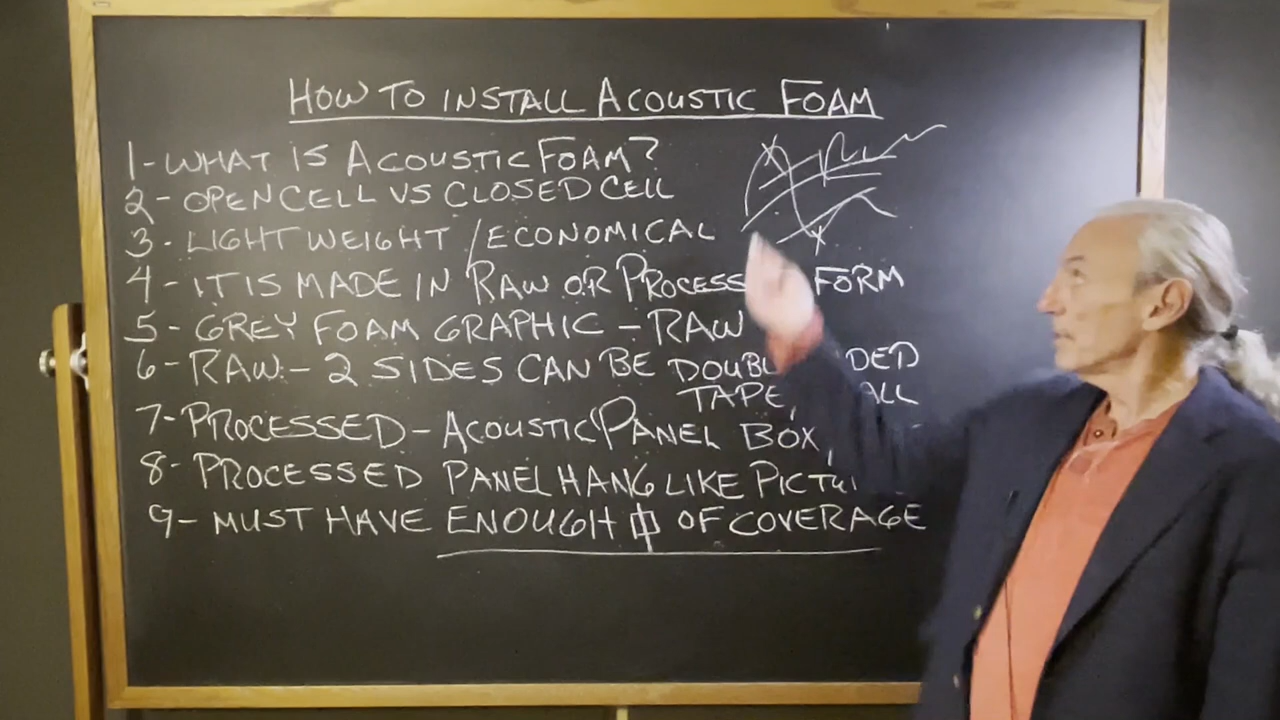 HOW TO INSTALL ACOUSTIC FOAM
1- WHAT IS ACOUSTIC FOAM?
2- OPEN CELL VS CLOSED CELL
3- LIGHT WEIGHT / ECONOMICAL
4- IT IS MADE IN RAW OR PROCESS FORM
5- GREY FOAM GRAPHIC - RAW
6- RAW - 2 SIDES CAN BE DOUB DED
TAPE, ALL
7- PROCESSED - ACOUSTIC PANEL BOX,
8- PROCESSED PANEL HANG LIKE PICTU
9- MUST HAVE ENOUGH OF COVERAGE